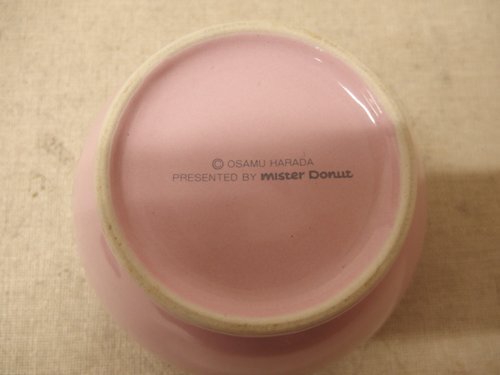 © OSAMU HARADA
PRESENTED BY mister Donut